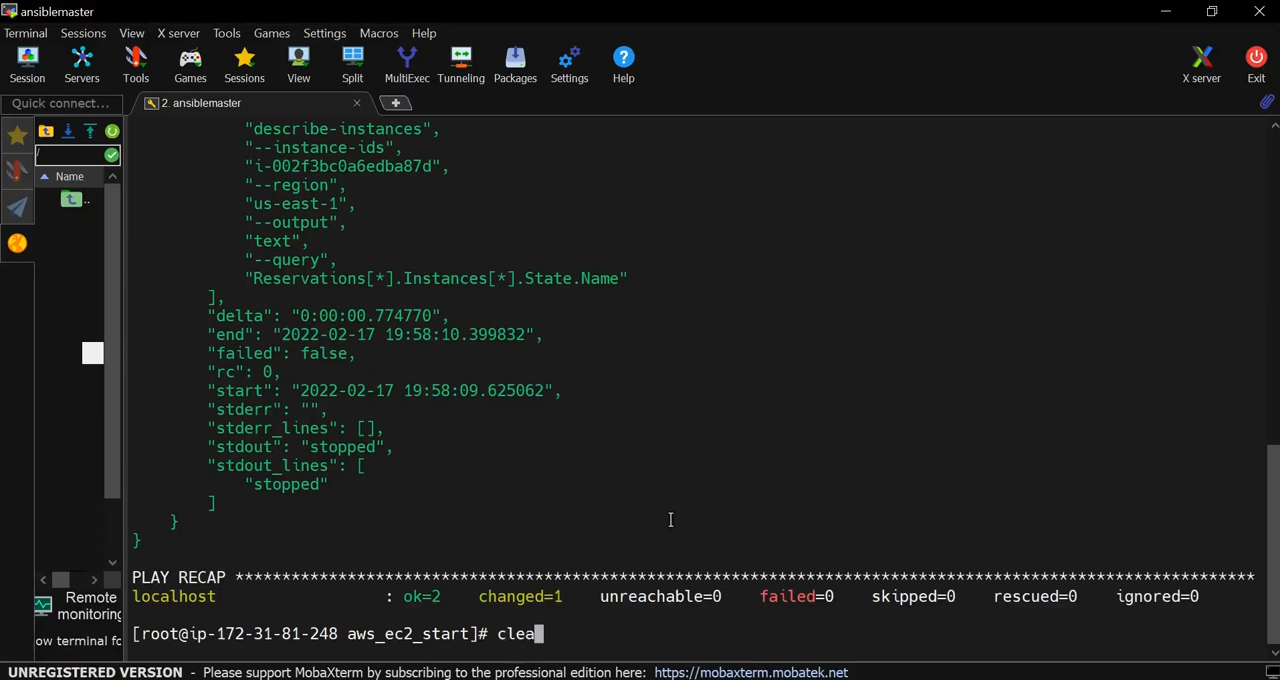 ansiblemaster
Terminal Sessions View X server Tools Games Settings Macros Help
Session Servers Tools Games Sessions View Split MultiExec Tunneling Packages Settings Help X server Exit
Quick connect... 2. ansiblemaster
/
Name
..
"describe-instances",
"--instance-ids",
"i-002f3bc0a6edba87d",
"--region",
"us-east-1",
"--output",
"text",
"--query",
"Reservations[*].Instances[*].State.Name"
],
"delta": "0:00:00.774770",
"end": "2022-02-17 19:58:10.399832",
"failed": false,
"rc": 0,
"start": "2022-02-17 19:58:09.625062",
"stderr": "",
"stderr_lines": [],
"stdout": "stopped",
"stdout_lines": [
"stopped"
]
}
}
PLAY RECAP *************************************************************************************************************
localhost : ok=2 changed=1 unreachable=0 failed=0 skipped=0 rescued=0 ignored=0
[root@ip-172-31-81-248 aws_ec2_start]# clea
Remote
monitoring
ow terminal fo
UNREGISTERED VERSION - Please support MobaXterm by subscribing to the professional edition here: https://mobaxterm.mobatek.net